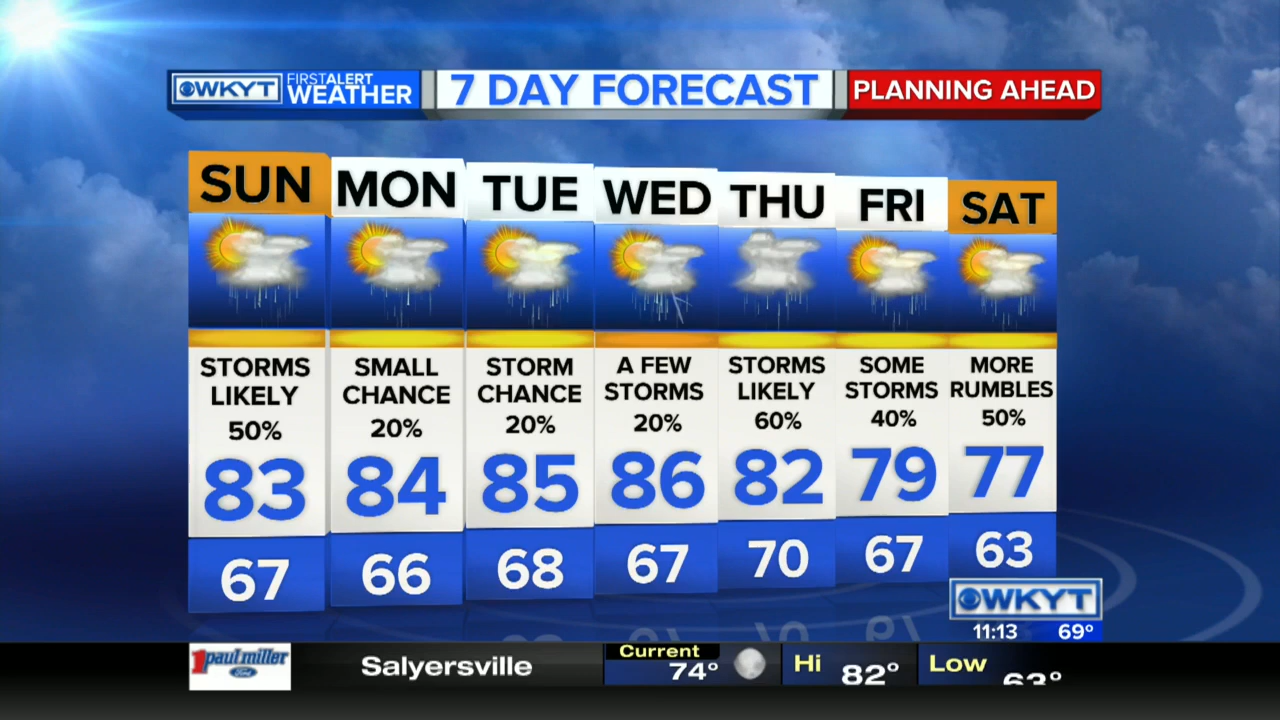 WKYT FIRST ALERT WEATHER 7 DAY FORECAST PLANNING AHEAD
SUN MON TUE WED THU FRI SAT
STORMS LIKELY 50% 83 67
SMALL CHANCE 20% 84 66
STORM CHANCE 20% 85 68
A FEW STORMS 20% 86 67
STORMS LIKELY 60% 82 70
SOME STORMS 40% 79 67
MORE RUMBLES 50% 77 63
WKYT
11:13 69°
1 paul miller Ford
Salyersville
Current 74°
Hi 82°
Low 63°